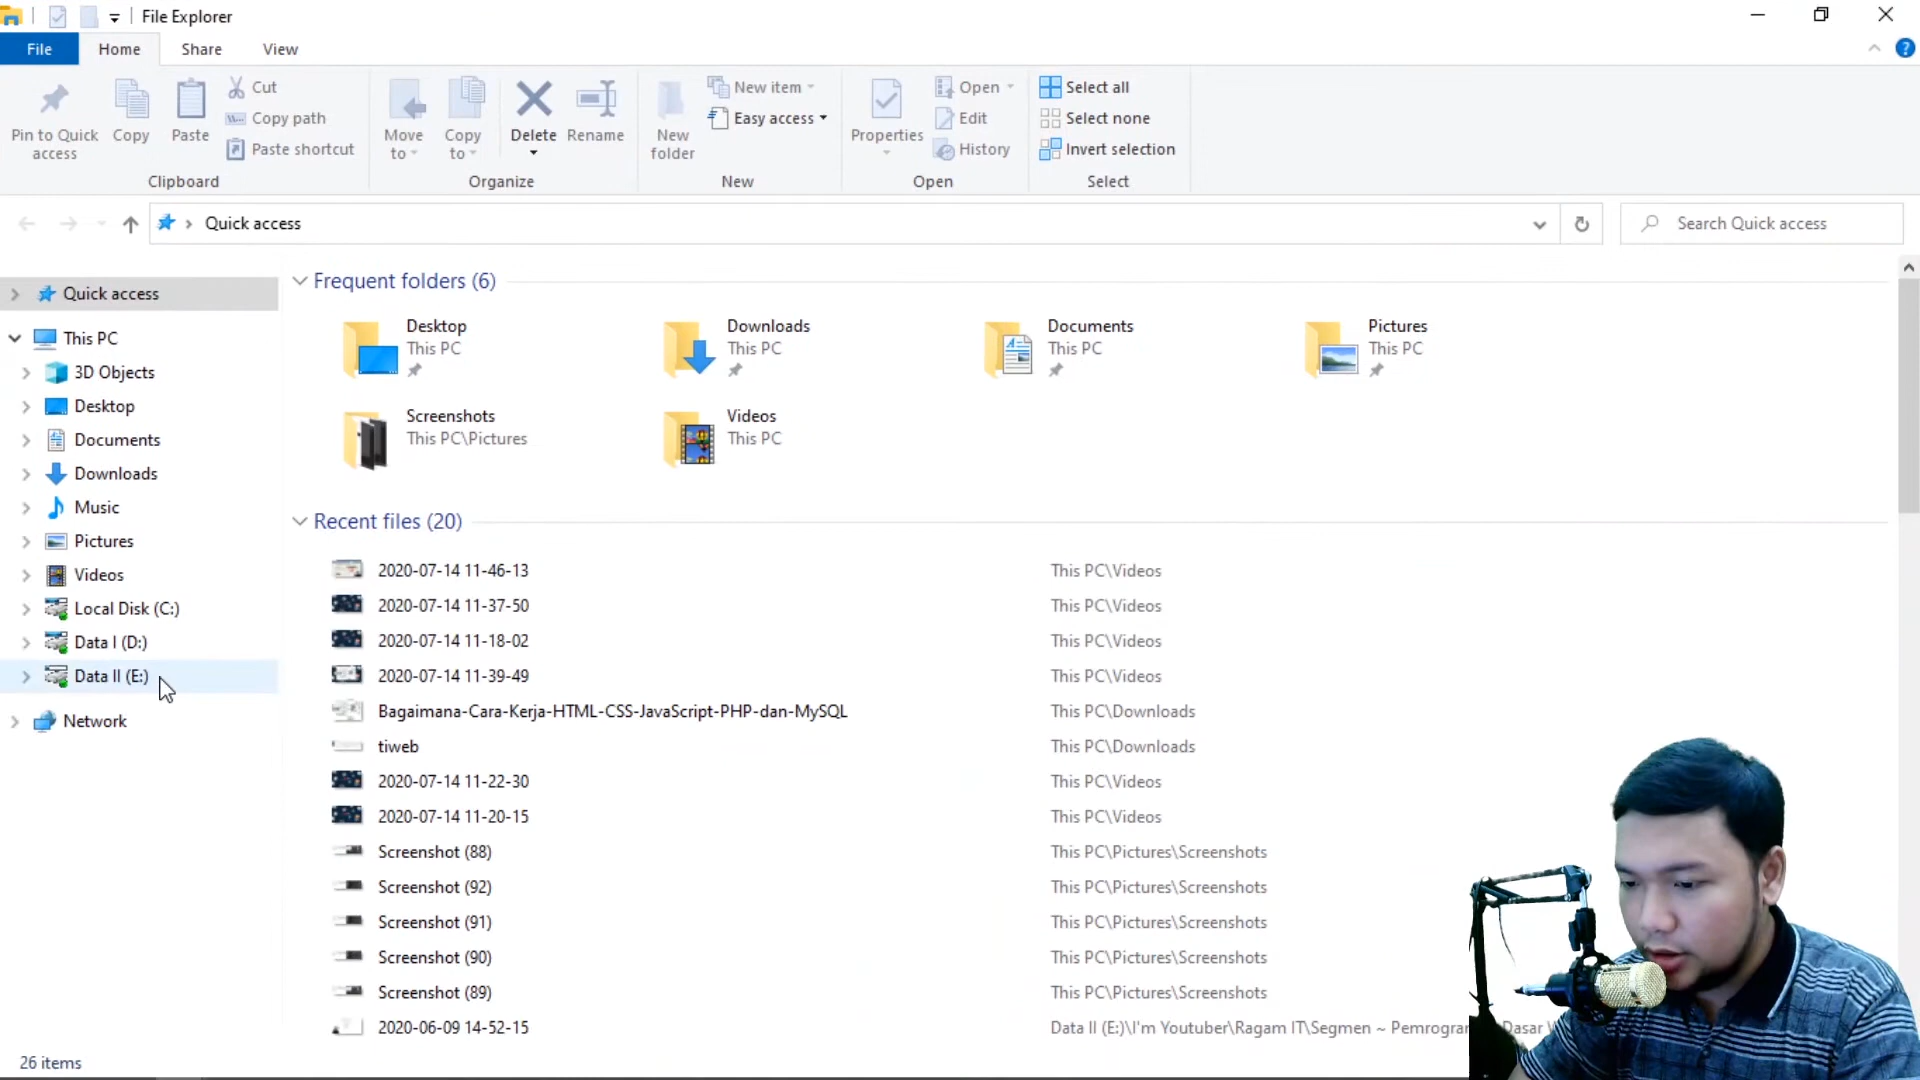 File Explorer
File Home Share View
Pin to Quick access
Copy
Paste
Cut
Copy path
Paste shortcut
Clipboard
Move to
Copy to
Delete
Rename
Organize
New folder
New item
Easy access
New
Properties
Open
Edit
History
Open
Select all
Select none
Invert selection
Select
Quick access
Search Quick access
Quick access
This PC
3D Objects
Desktop
Documents
Downloads
Music
Pictures
Videos
Local Disk (C:)
Data I (D:)
Data II (E:)
Network
Frequent folders (6)
Desktop
This PC
Downloads
This PC
Documents
This PC
Pictures
This PC
Screenshots
This PC\Pictures
Videos
This PC
Recent files (20)
2020-07-14 11-46-13 This PC\Videos
2020-07-14 11-37-50 This PC\Videos
2020-07-14 11-18-02 This PC\Videos
2020-07-14 11-39-49 This PC\Videos
Bagaimana-Cara-Kerja-HTML-CSS-JavaScript-PHP-dan-MySQL This PC\Downloads
tiweb This PC\Downloads
2020-07-14 11-22-30 This PC\Videos
2020-07-14 11-20-15 This PC\Videos
Screenshot (88) This PC\Pictures\Screenshots
Screenshot (92) This PC\Pictures\Screenshots
Screenshot (91) This PC\Pictures\Screenshots
Screenshot (90) This PC\Pictures\Screenshots
Screenshot (89) This PC\Pictures\Screenshots
2020-06-09 14-52-15 Data II (E:)\I'm Youtuber\Ragam IT\Segmen ~ Dasar
26 items